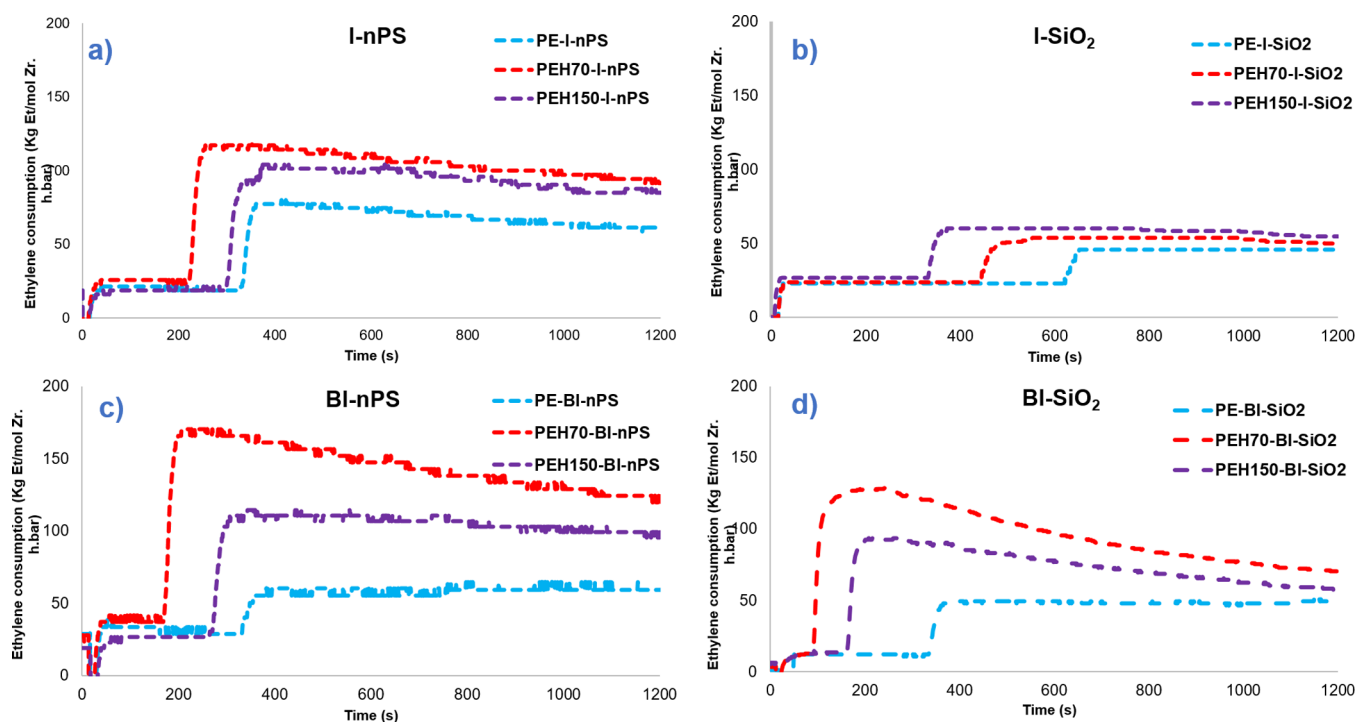 a)
I-nPS
PE-I-nPS
PEH70-I-nPS
PEH150-I-nPS
Ethylene consumption (Kg Et/mol Zr.
h.bar)
200
150
100
50
0
0 200 400 600 800 1000 1200
Time (s)
b)
I-SiO₂
PE-I-SiO2
PEH70-I-SiO2
PEH150-I-SiO2
Ethylene consumption (Kg Et/mol Zr.
h.bar)
200
150
100
50
0
0 200 400 600 800 1000 1200
Time (s)
c)
BI-nPS
PE-BI-nPS
PEH70-BI-nPS
PEH150-BI-nPS
Ethylene consumption (Kg Et/mol Zr.
h.bar)
200
150
100
50
0
0 200 400 600 800 1000 1200
Time (s)
d)
BI-SiO₂
PE-BI-SiO2
PEH70-BI-SiO2
PEH150-BI-SiO2
Ethylene consumption (Kg Et/mol Zr.
h.bar)
200
150
100
50
0
0 200 400 600 800 1000 1200
Time (s)